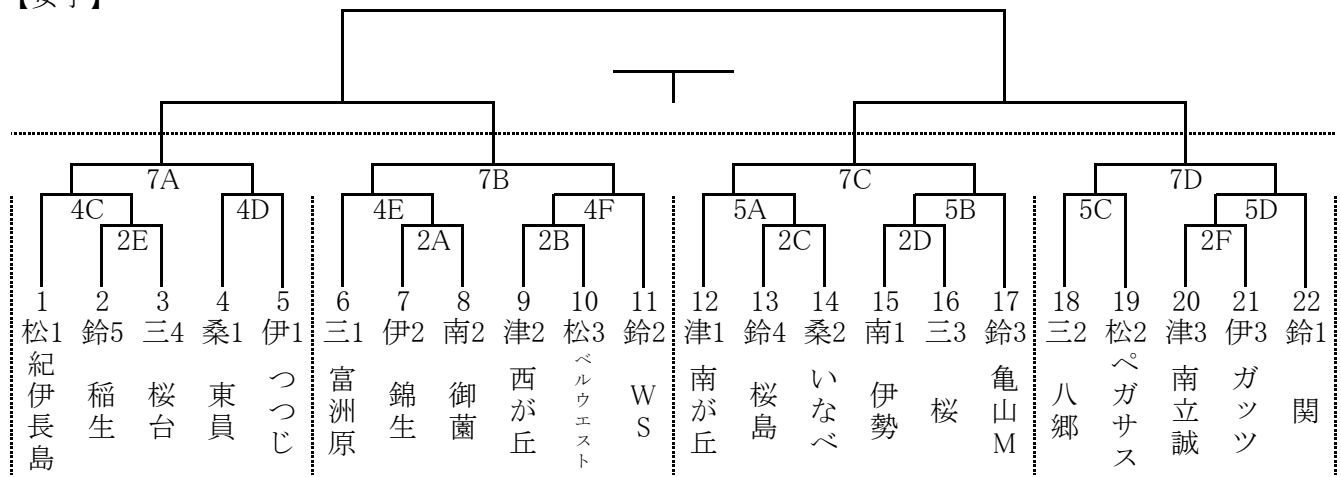 【女子】
7A 7B 7C 7D
4C 4D 4E 4F 5A 5B 5C 5D
2E 2A 2B 2C 2D 2F
1 2 3 4 5 6 7 8 9 10 11 12 13 14 15 16 17 18 19 20 21 22
松1 鈴5 三4 桑1 伊1 三1 伊2 南2 津2 松3 鈴2 津1 鈴4 桑2 南1 三3 鈴3 三2 松2 津3 伊3 鈴1
紀伊長島
稲生
桜台
東員
つつじ
富洲原
錦生
御薗
西が丘
ベルウエスト
WS
南が丘
桜島
いなべ
伊勢
桜
亀山M
八郷
ペガサス
南立誠
ガッツ
関